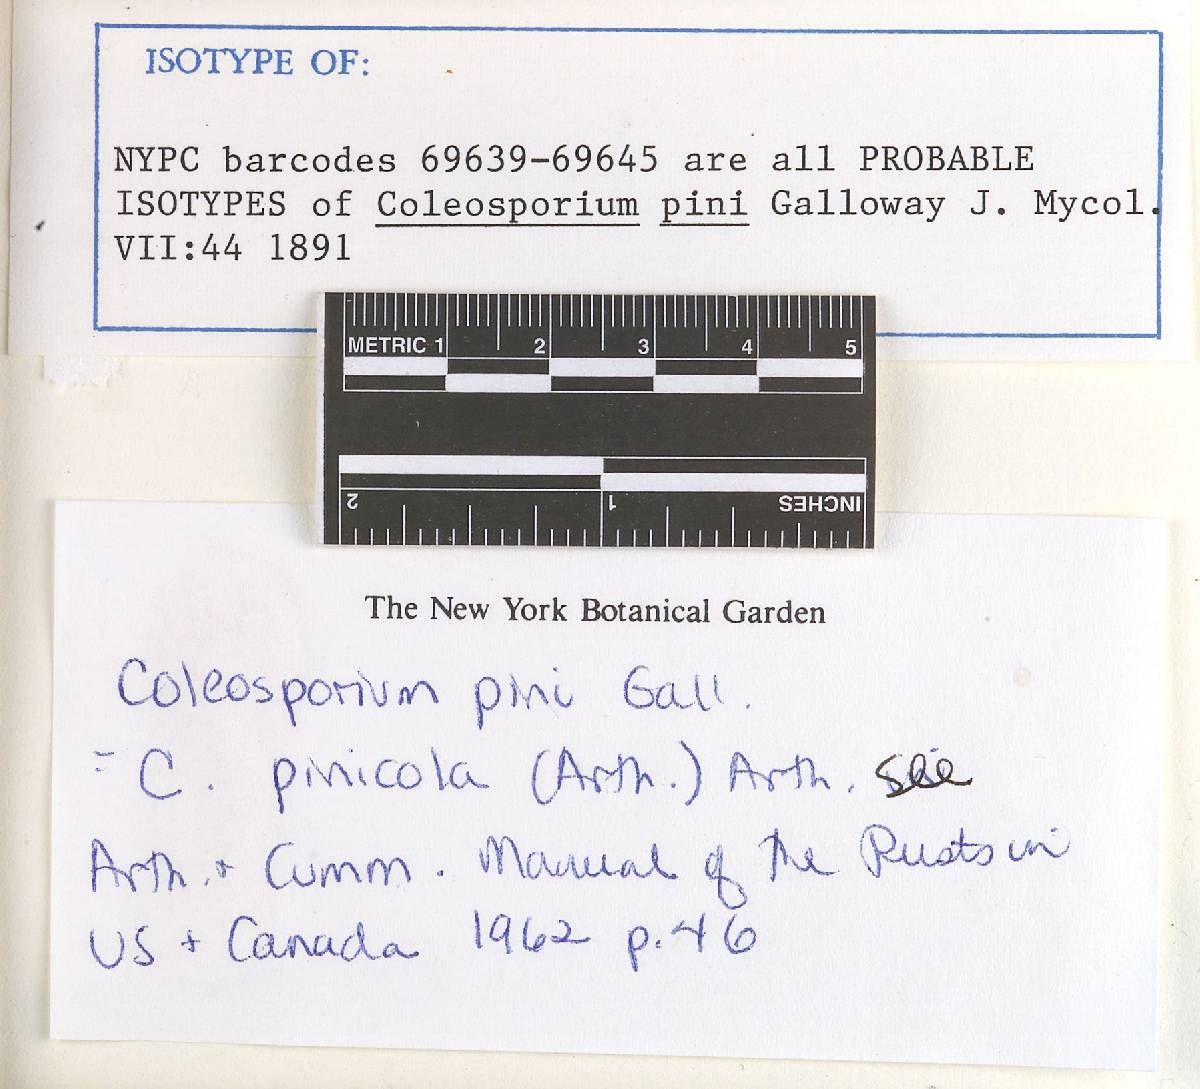 ISOTYPE OF:
NYPC barcodes 69639-69645 are all PROBABLE
ISOTYPES of Coleosporium pini Galloway J. Mycol.
VII:44 1891
METRIC 1 2 3 4 5
2 1 INCHES
The New York Botanical Garden
Coleosporium pini Gall.
= C. pinicola (Arth.) Arth. see
Arth. + Cumm. Manual of the Rusts in
US + Canada 1962 p. 46